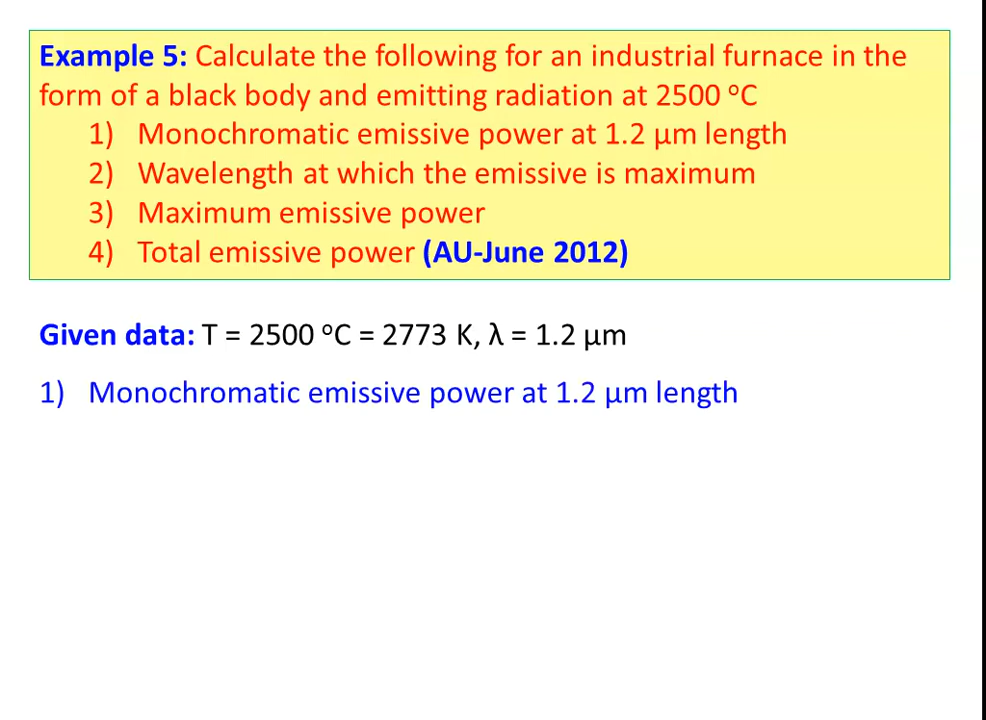 Example 5: Calculate the following for an industrial furnace in the
form of a black body and emitting radiation at 2500 ºC
1) Monochromatic emissive power at 1.2 μm length
2) Wavelength at which the emissive is maximum
3) Maximum emissive power
4) Total emissive power (AU-June 2012)
Given data: T = 2500 ºC = 2773 K, λ = 1.2 μm
1) Monochromatic emissive power at 1.2 μm length